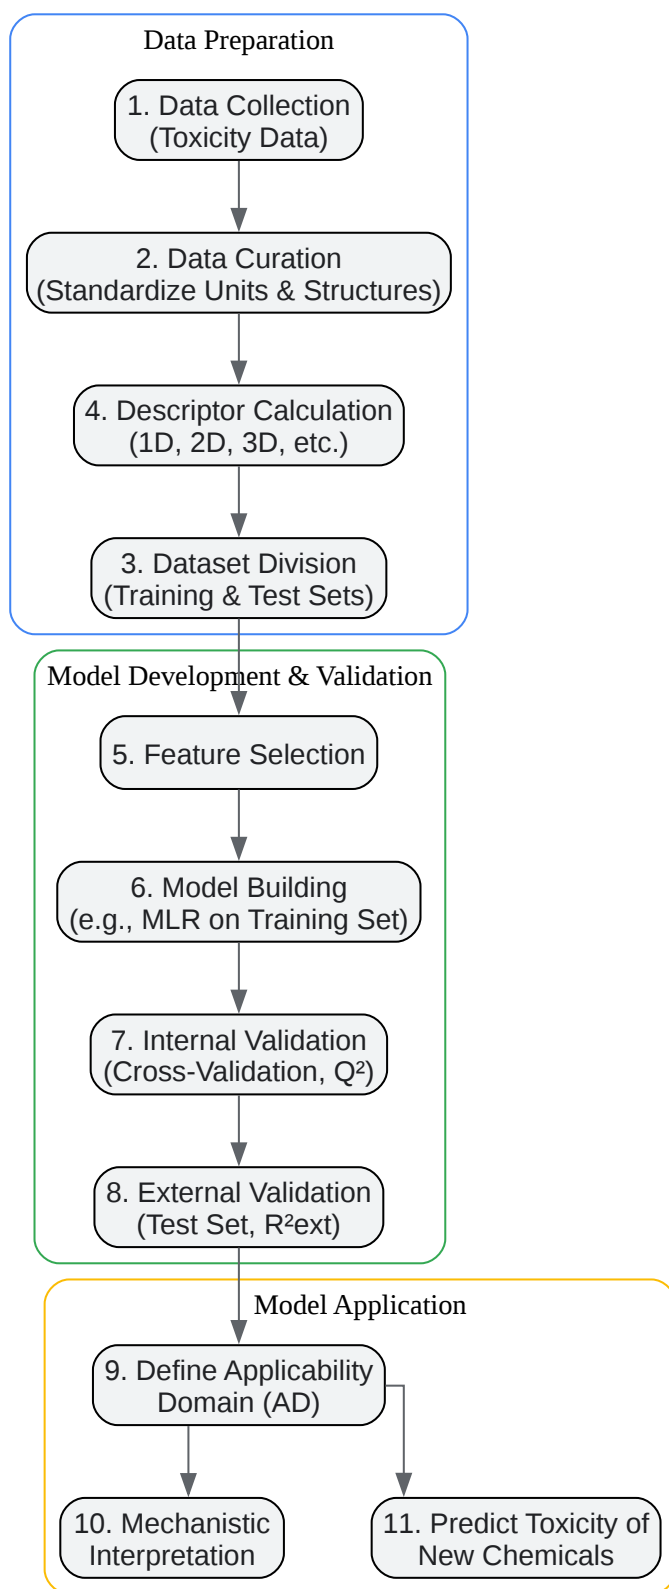 Data Preparation
1. Data Collection
(Toxicity Data)
2. Data Curation
(Standardize Units & Structures)
4. Descriptor Calculation
(1D, 2D, 3D, etc.)
3. Dataset Division
(Training & Test Sets)
Model Development & Validation
5. Feature Selection
6. Model Building
(e.g., MLR on Training Set)
7. Internal Validation
(Cross-Validation, Q²)
8. External Validation
(Test Set, R²ext)
Model Application
9. Define Applicability
Domain (AD)
10. Mechanistic
Interpretation
11. Predict Toxicity of
New Chemicals